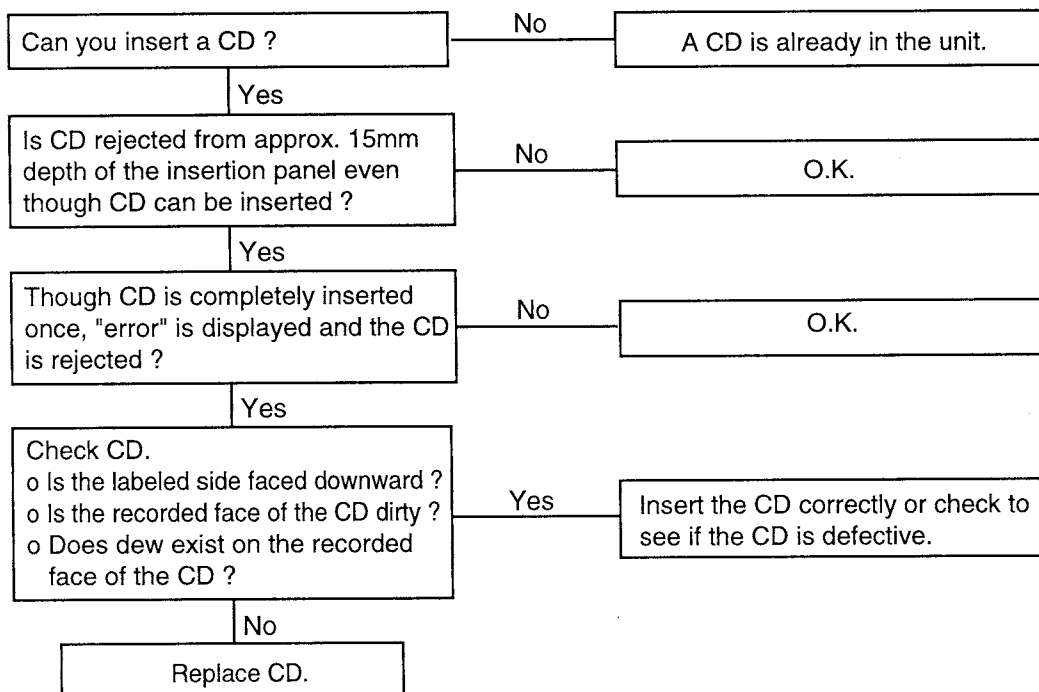 Can you insert a CD ?
No
A CD is already in the unit.
Yes
Is CD rejected from approx. 15mm
depth of the insertion panel even
though CD can be inserted ?
No
O.K.
Yes
Though CD is completely inserted
once, "error" is displayed and the CD
is rejected ?
No
O.K.
Yes
Check CD.
o Is the labeled side faced downward ?
o Is the recorded face of the CD dirty ?
o Does dew exist on the recorded
face of the CD ?
Yes
Insert the CD correctly or check to
see if the CD is defective.
No
Replace CD.